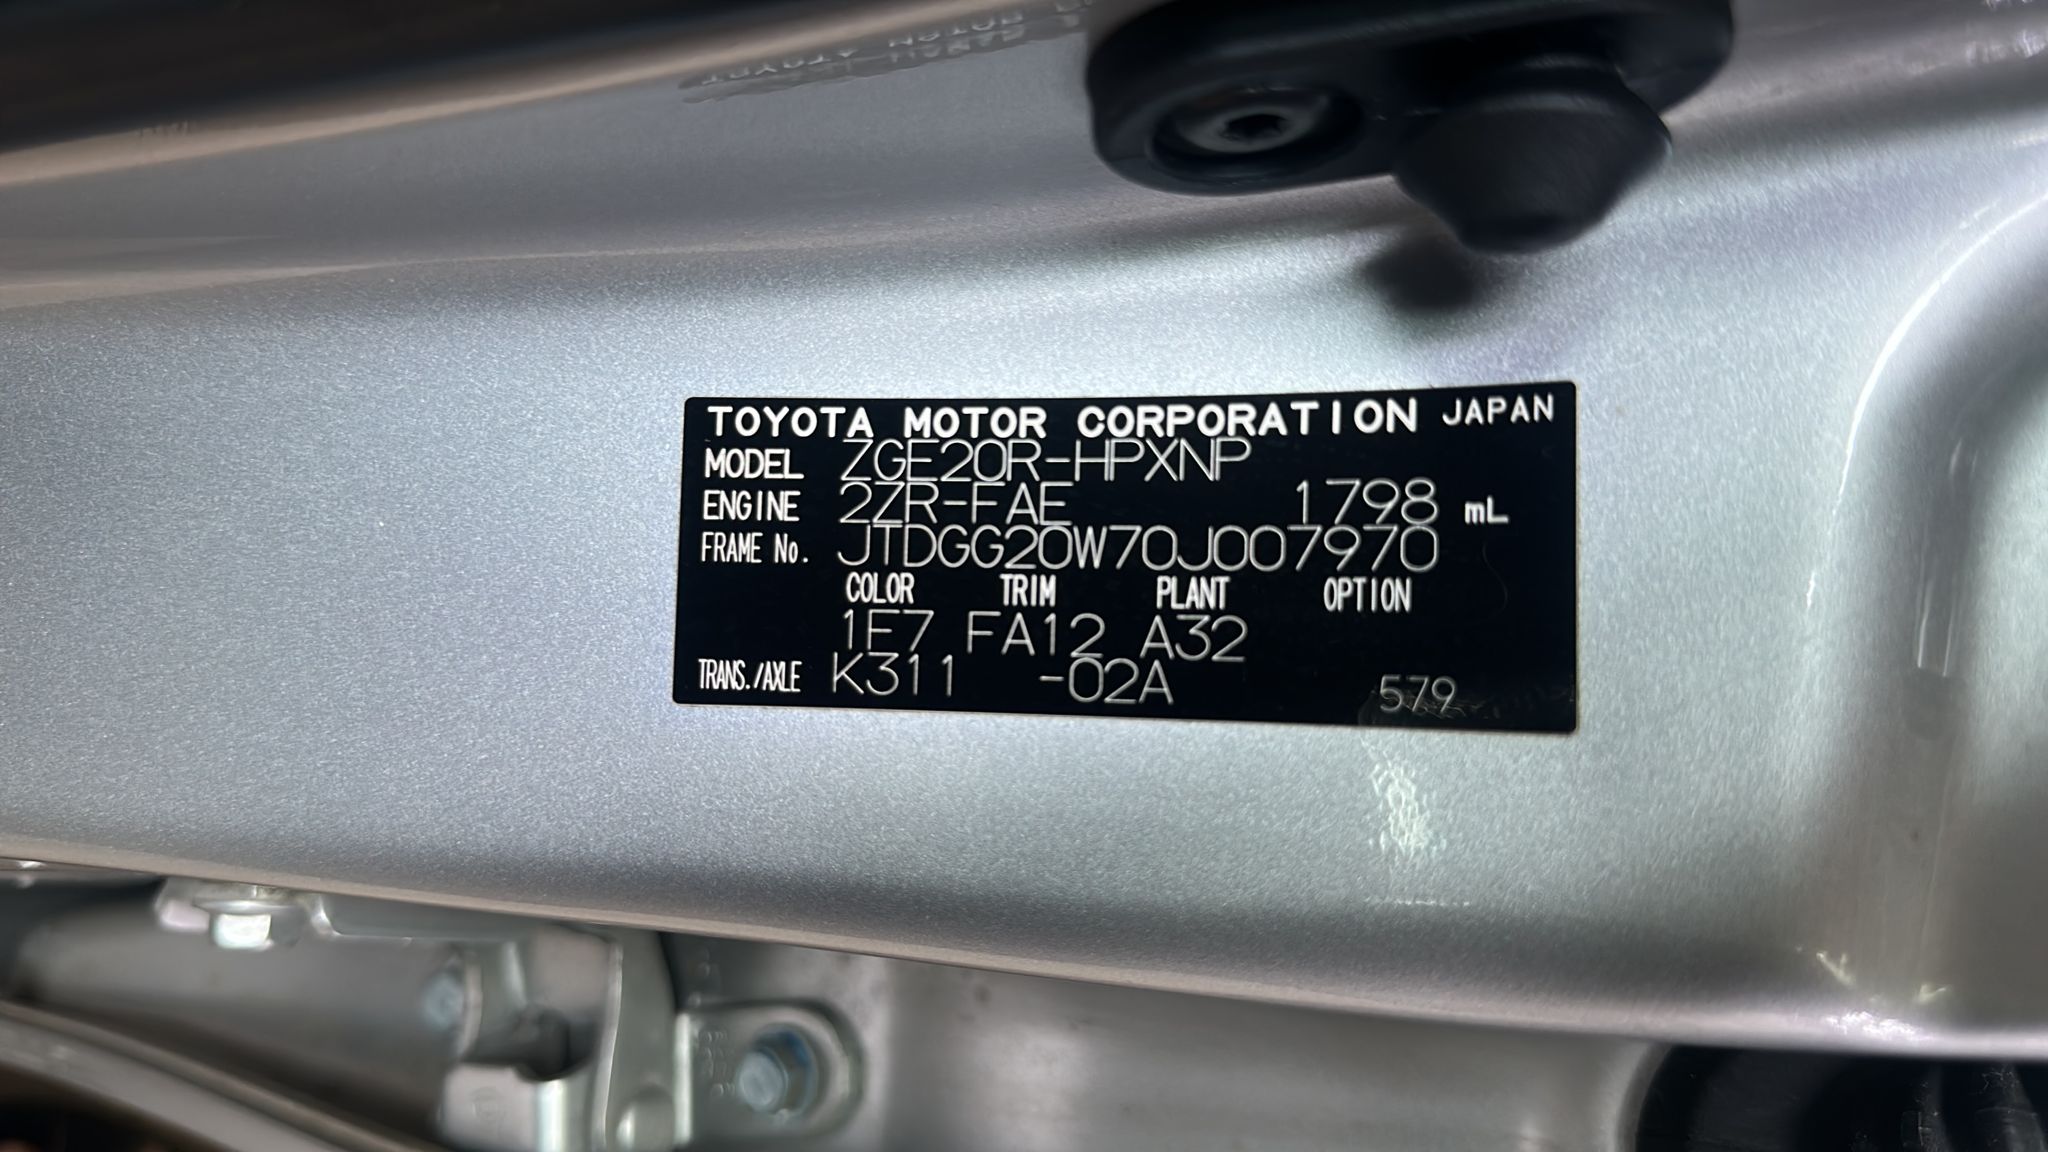 TOYOTA MOTOR CORPORATION JAPAN
MODEL ZGE20R-HPXNP
ENGINE 2ZR-FAE 1798 mL
FRAME No. JTDGG20W70J007970
COLOR TRIM PLANT OPTION
1E7 FA12 A32
TRANS./AXLE K311 -02A 579